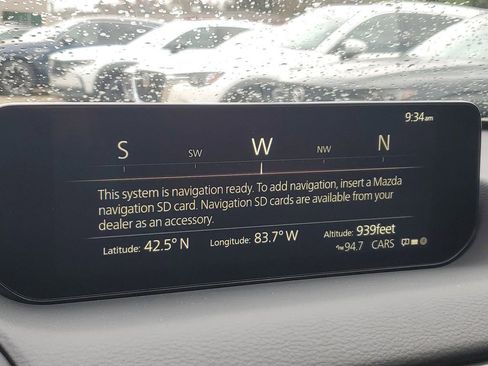 9:34am
S SW W NW N
This system is navigation ready. To add navigation, insert a Mazda
navigation SD card. Navigation SD cards are available from your
dealer as an accessory.
Latitude: 42.5° N Longitude: 83.7° W Altitude: 939feet
94.7 CARS